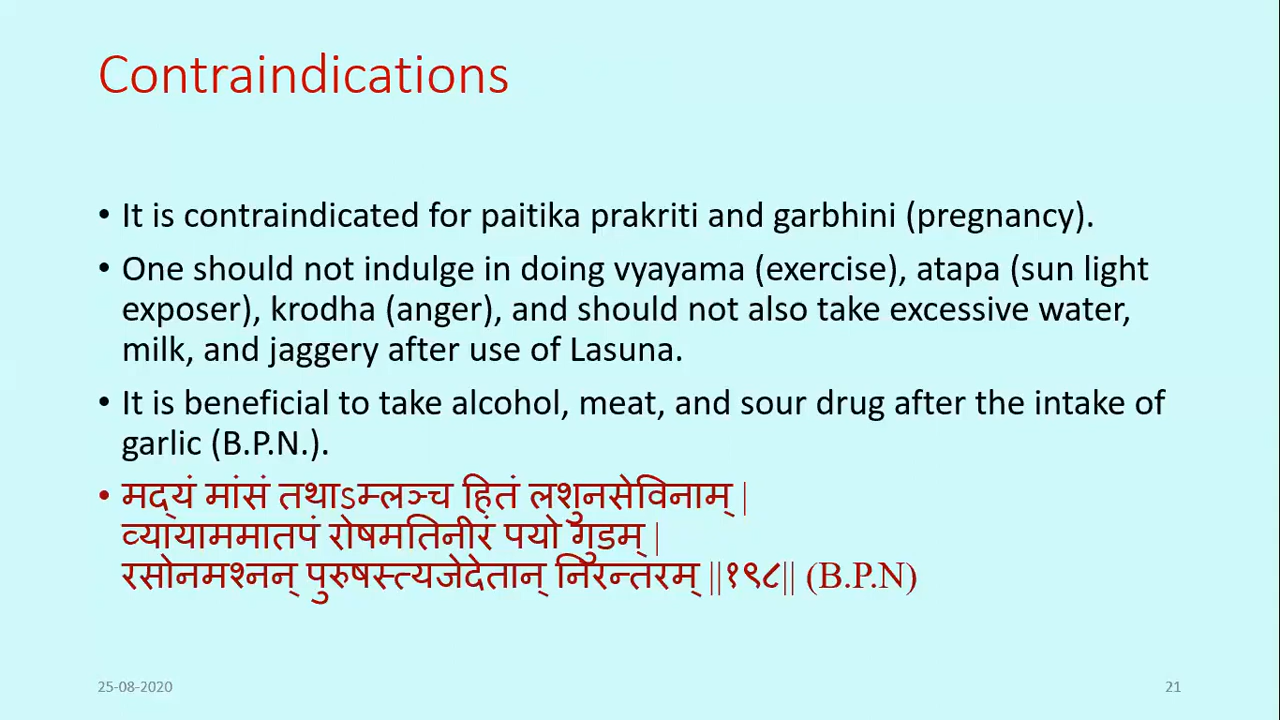 Contraindications
• It is contraindicated for paitika prakriti and garbhini (pregnancy).
• One should not indulge in doing vyayama (exercise), atapa (sun light
exposer), krodha (anger), and should not also take excessive water,
milk, and jaggery after use of Lasuna.
• It is beneficial to take alcohol, meat, and sour drug after the intake of
garlic (B.P.N.).
• मद्यं मांसं तथाऽम्लञ्च हितं लशुनसेविनाम् |
व्यायाममातपं रोषमतिनीरं पयो गुडम् |
रसोनमश्नन् पुरुषस्त्यजेदेतान् निरन्तरम् ||१९८|| (B.P.N)
25-08-2020
21